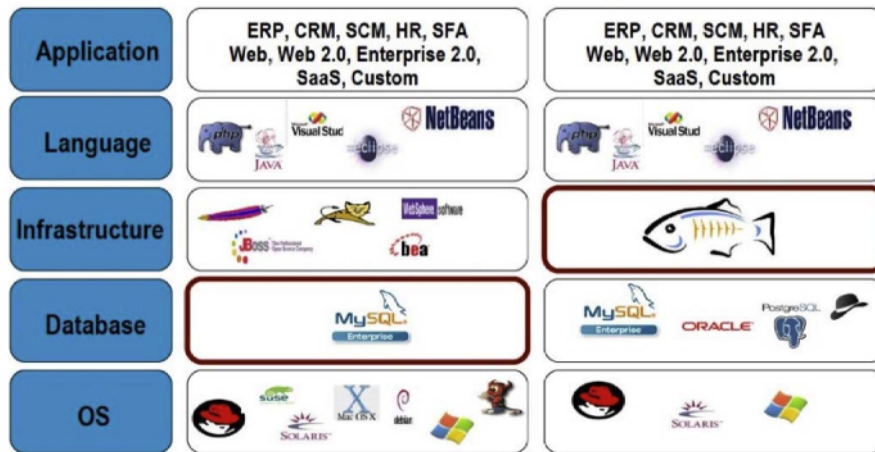 Application
ERP, CRM, SCM, HR, SFA
Web, Web 2.0, Enterprise 2.0,
SaaS, Custom
ERP, CRM, SCM, HR, SFA
Web, Web 2.0, Enterprise 2.0,
SaaS, Custom
Language
php
JAVA
Visual Stud
eclipse
NetBeans
php
JAVA
Visual Stud
eclipse
NetBeans
Infrastructure
WebSphere software
JBoss
bea
Database
MySQL
Enterprise
MySQL
Enterprise
ORACLE
PostgreSQL
OS
SUSE
SOLARIS
X
Mac OS X
debian
SOLARIS